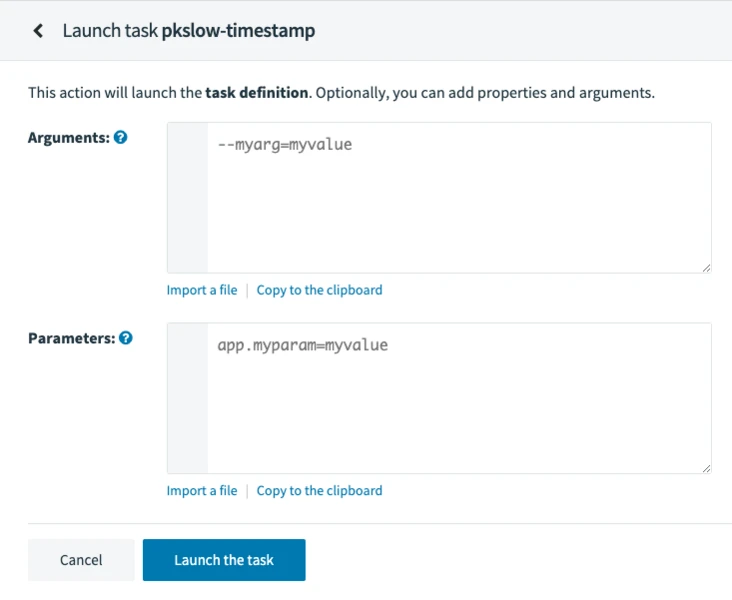 Launch task pkslow-timestamp
This action will launch the task definition. Optionally, you can add properties and arguments.
Arguments: ?
--myarg=myvalue
Import a file | Copy to the clipboard
Parameters: ?
app.myparam=myvalue
Import a file | Copy to the clipboard
Cancel Launch the task